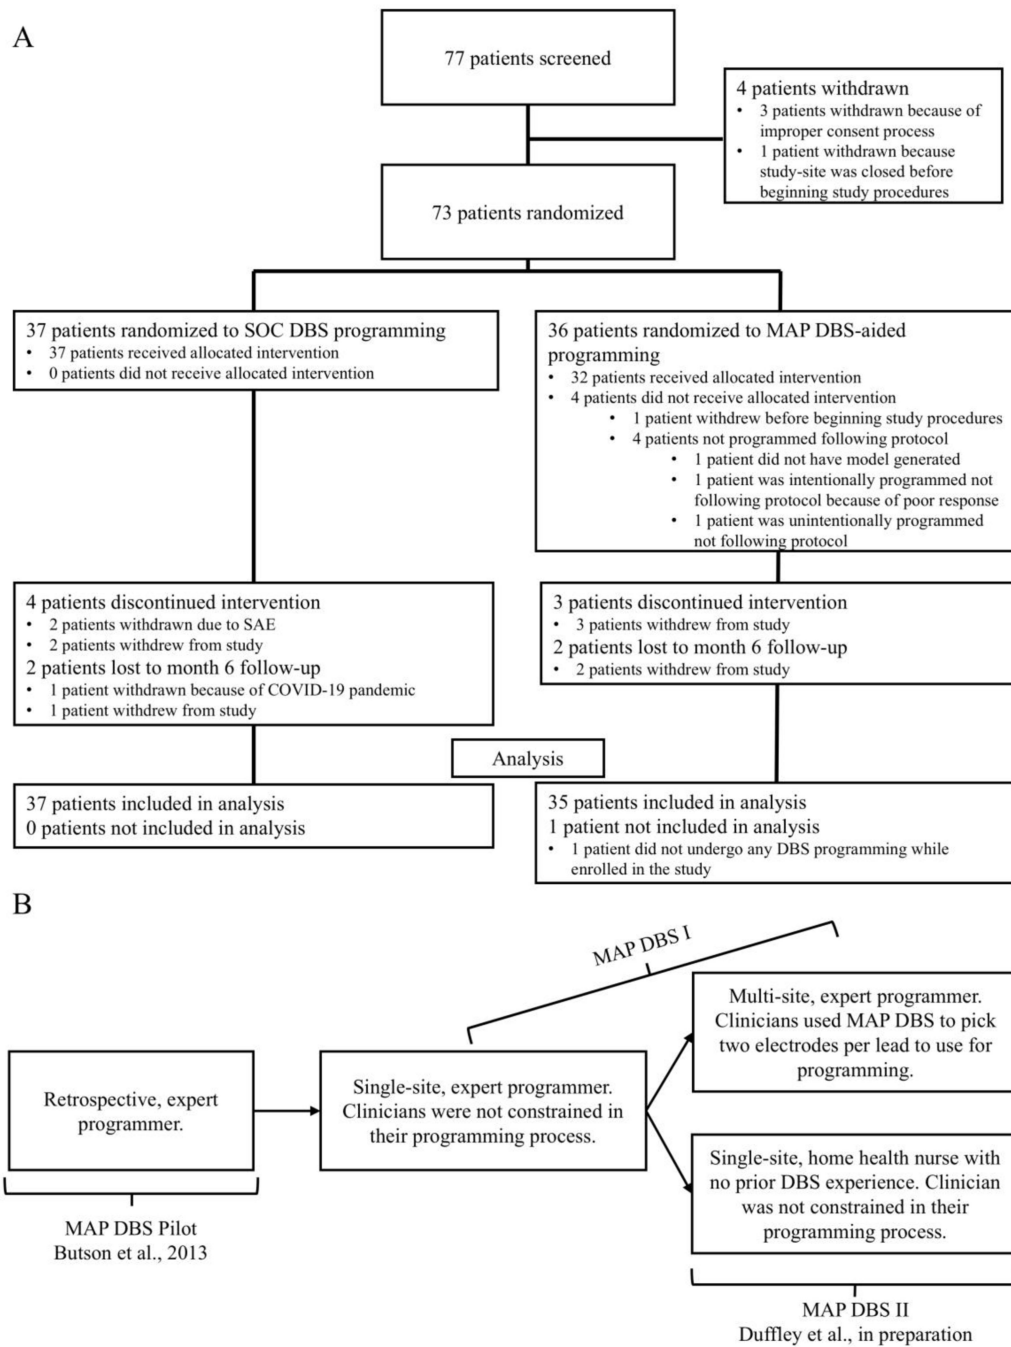 A
77 patients screened
4 patients withdrawn
• 3 patients withdrawn because of
improper consent process
• 1 patient withdrawn because
study-site was closed before
beginning study procedures
73 patients randomized
37 patients randomized to SOC DBS programming
• 37 patients received allocated intervention
• 0 patients did not receive allocated intervention
36 patients randomized to MAP DBS-aided
programming
• 32 patients received allocated intervention
• 4 patients did not receive allocated intervention
• 1 patient withdrew before beginning study procedures
• 4 patients not programmed following protocol
• 1 patient did not have model generated
• 1 patient was intentionally programmed not
following protocol because of poor response
• 1 patient was unintentionally programmed
not following protocol
4 patients discontinued intervention
• 2 patients withdrawn due to SAE
• 2 patients withdrew from study
2 patients lost to month 6 follow-up
• 1 patient withdrawn because of COVID-19 pandemic
• 1 patient withdrew from study
3 patients discontinued intervention
• 3 patients withdrew from study
2 patients lost to month 6 follow-up
• 2 patients withdrew from study
Analysis
37 patients included in analysis
0 patients not included in analysis
35 patients included in analysis
1 patient not included in analysis
• 1 patient did not undergo any DBS programming while
enrolled in the study
B
MAP DBS I
Retrospective, expert
programmer.
Single-site, expert programmer.
Clinicians were not constrained in
their programming process.
Multi-site, expert programmer.
Clinicians used MAP DBS to pick
two electrodes per lead to use for
programming.
Single-site, home health nurse with
no prior DBS experience. Clinician
was not constrained in their
programming process.
MAP DBS Pilot
Butson et al., 2013
MAP DBS II
Duffley et al., in preparation